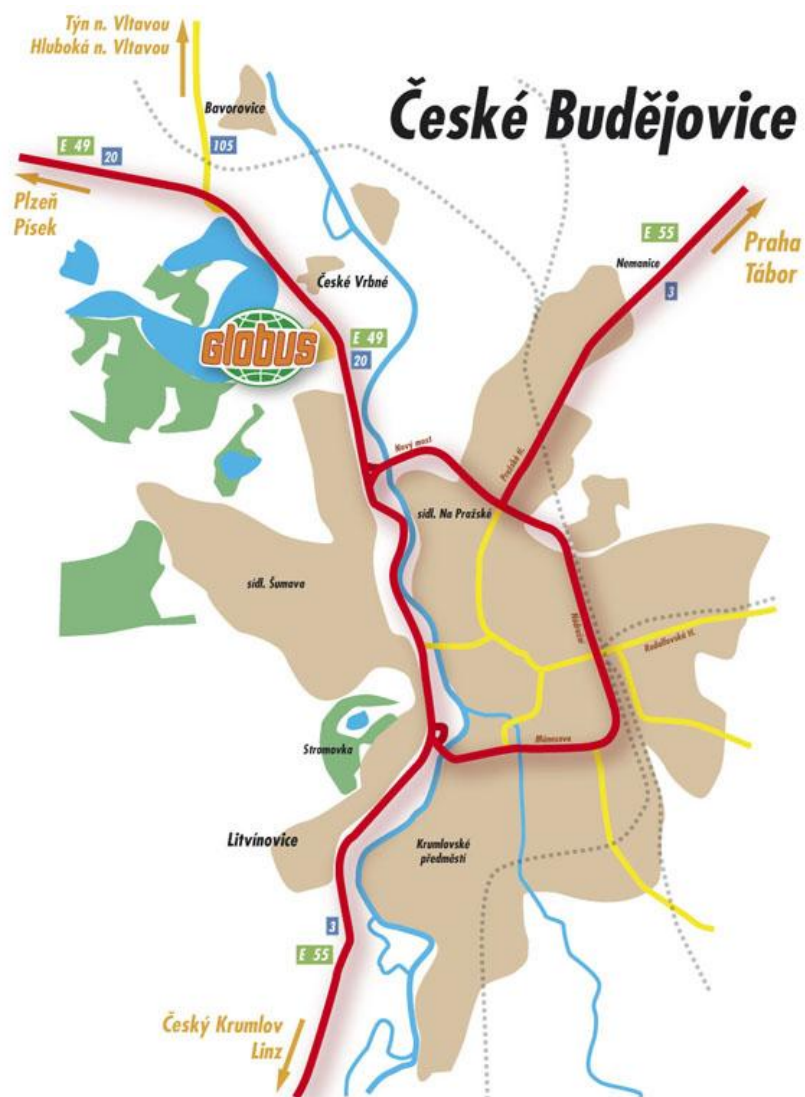 Týn n. Vltavou
Hluboká n. Vltavou
České Budějovice
Bavorovice
E 49
20
105
Plzeň
Písek
E 55
Nemanice
3
Praha
Tábor
České Vrbné
GLOBUS
E 49
20
Nový most
Pražská tř.
sídl. Na Pražské
sídl. Šumava
Nádražní
Rudolfovská tř.
Stromovka
Mánesova
Litvínovice
Krumlovské
předměstí
3
E 55
Český Krumlov
Linz